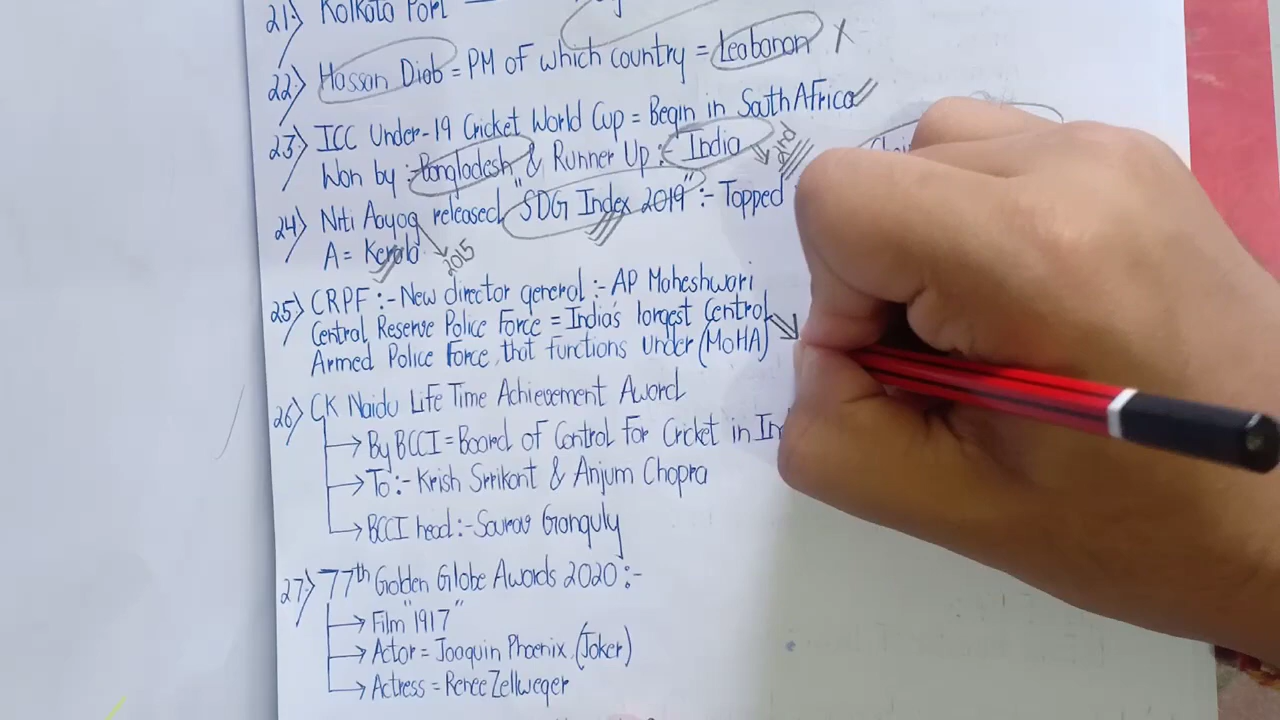 21) Kolkata Port —
22) Hassan Diab = PM of which country = Leabanon X
23) ICC Under-19 Cricket World Cup = Begin in South Africa
Won by :- Bangladesh & Runner Up : India 2nd
24) Niti Aayog released "SDG Index 2019" :- Topped
A = Kerala 2015
25) CRPF :- New director general :- AP Maheshwari
Central Reserve Police Force = India's largest Central
Armed Police Force, that functions under (MoHA)
26) CK Naidu Life Time Achievement Award
By BCCI = Board of Control for Cricket in In
To :- Krish Srrikant & Anjum Chopra
BCCI head :- Sourav Ganguly
27) 77th Golden Globe Awards 2020 :-
Film "1917"
Actor = Joaquin Phoenix (Joker)
Actress = Renee Zellweger